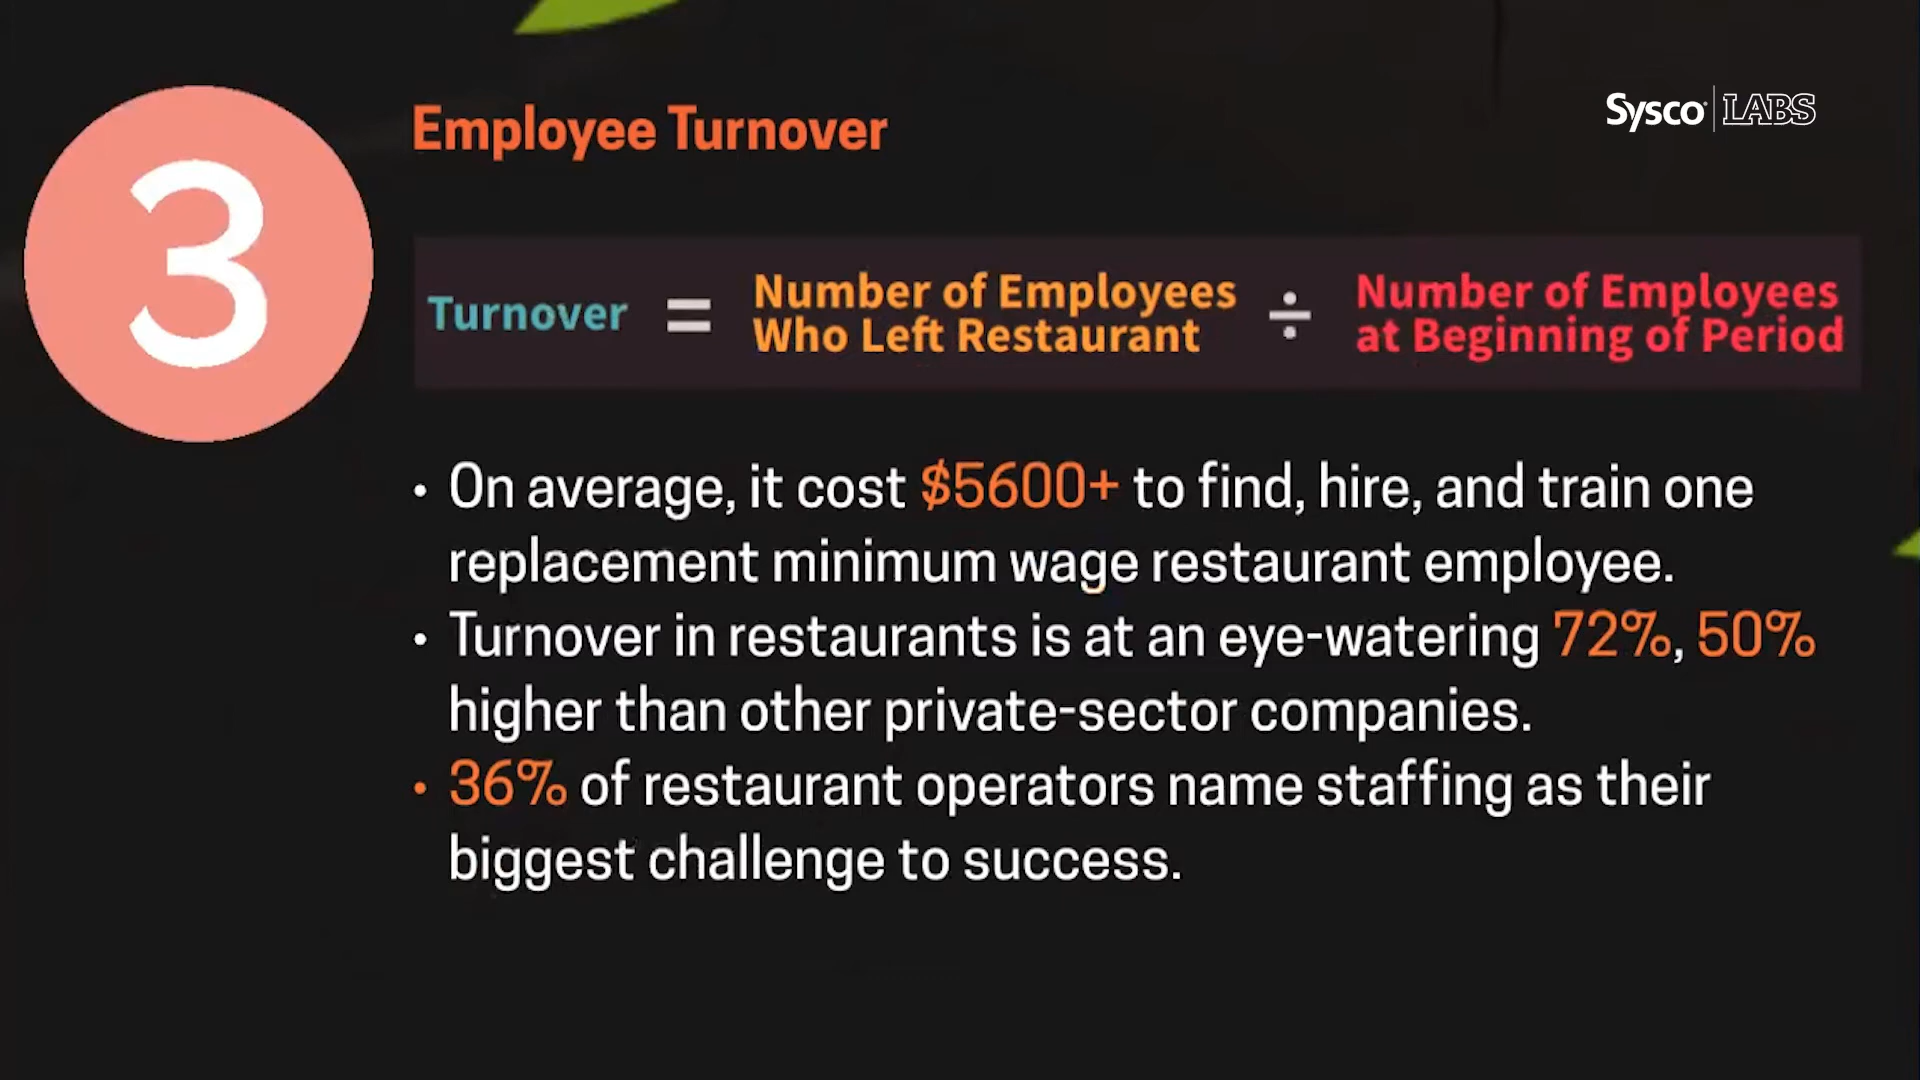 Sysco LABS
3
Employee Turnover
Turnover = Number of Employees Who Left Restaurant ÷ Number of Employees at Beginning of Period
• On average, it cost $5600+ to find, hire, and train one
replacement minimum wage restaurant employee.
• Turnover in restaurants is at an eye-watering 72%, 50%
higher than other private-sector companies.
• 36% of restaurant operators name staffing as their
biggest challenge to success.